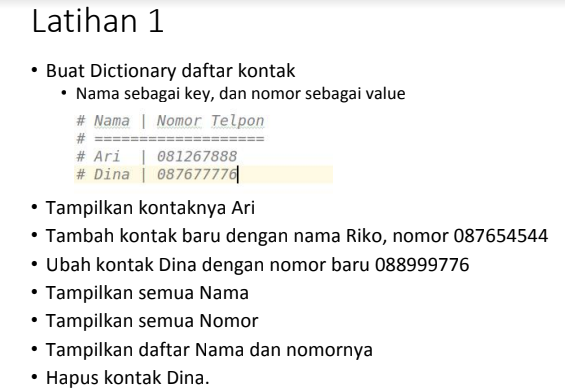 Latihan 1
• Buat Dictionary daftar kontak
• Nama sebagai key, dan nomor sebagai value
# Nama | Nomor Telpon
# ===================
# Ari | 081267888
# Dina | 087677776
• Tampilkan kontaknya Ari
• Tambah kontak baru dengan nama Riko, nomor 087654544
• Ubah kontak Dina dengan nomor baru 088999776
• Tampilkan semua Nama
• Tampilkan semua Nomor
• Tampilkan daftar Nama dan nomornya
• Hapus kontak Dina.